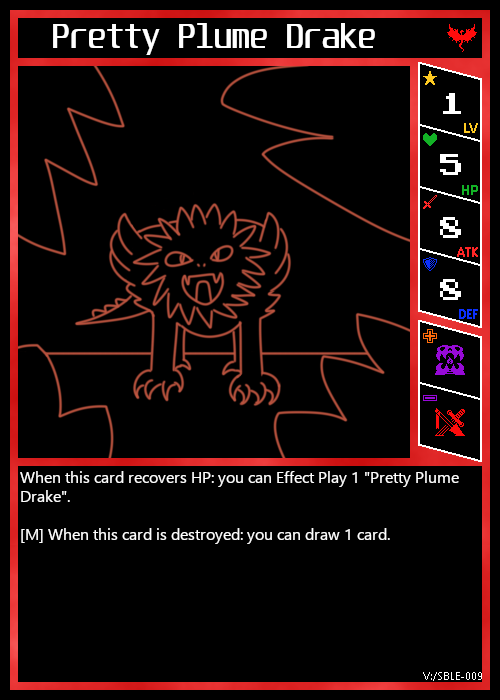 Pretty Plume Drake
1
LV
5
HP
8
ATK
8
DEF
When this card recovers HP: you can Effect Play 1 "Pretty Plume
Drake".
[M] When this card is destroyed: you can draw 1 card.
V:/SBLE-009